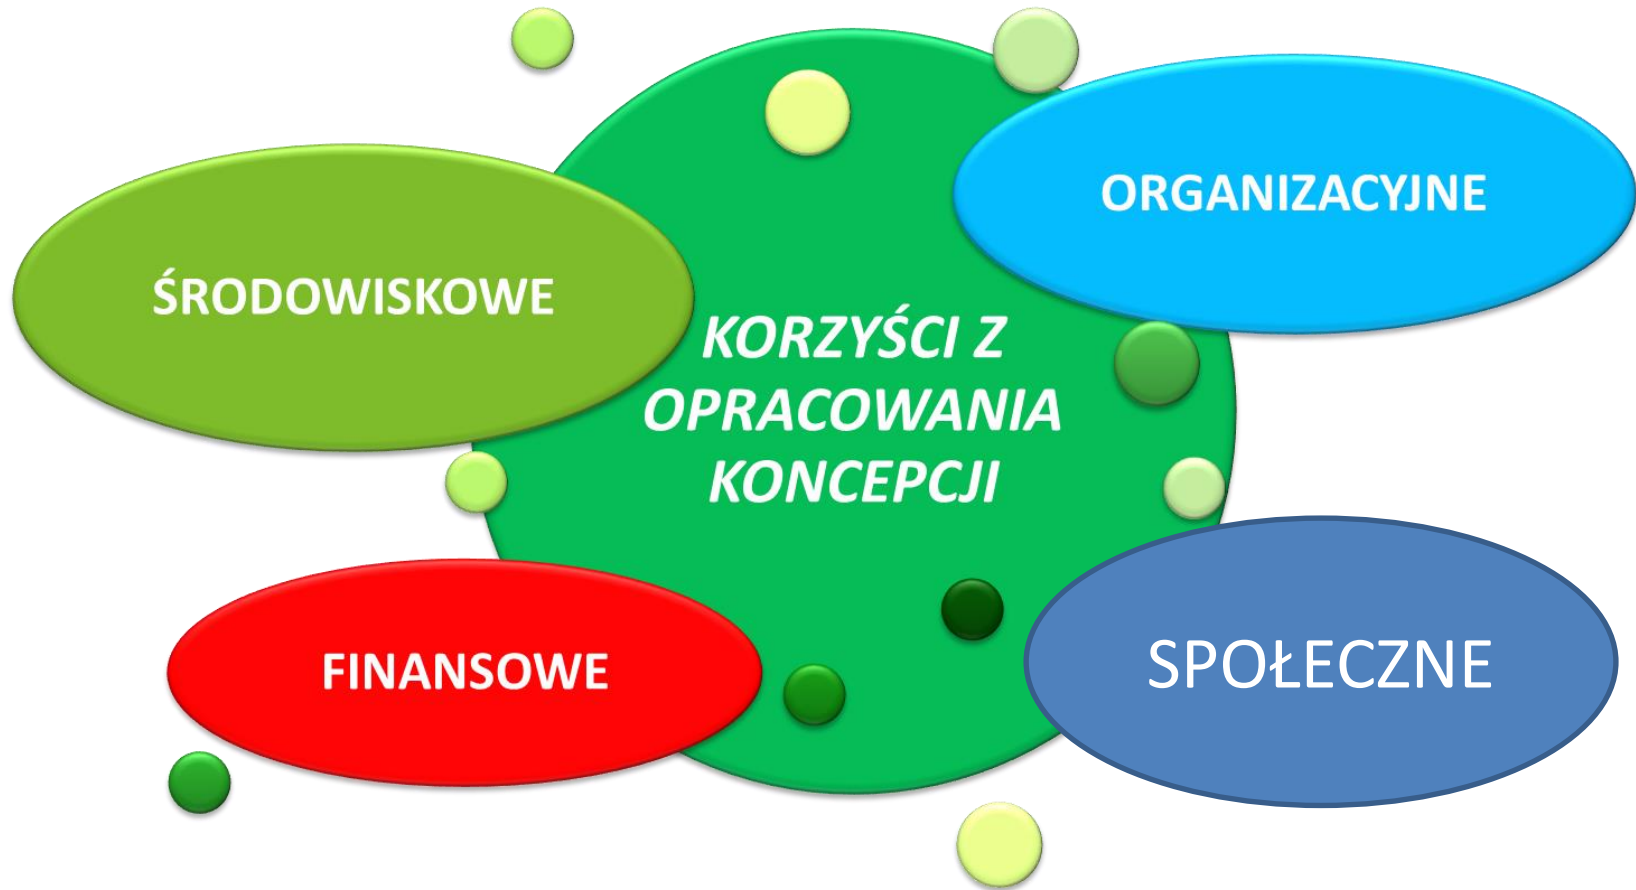 ORGANIZACYJNE
ŚRODOWISKOWE
KORZYŚCI Z
OPRACOWANIA
KONCEPCJI
FINANSOWE
SPOŁECZNE